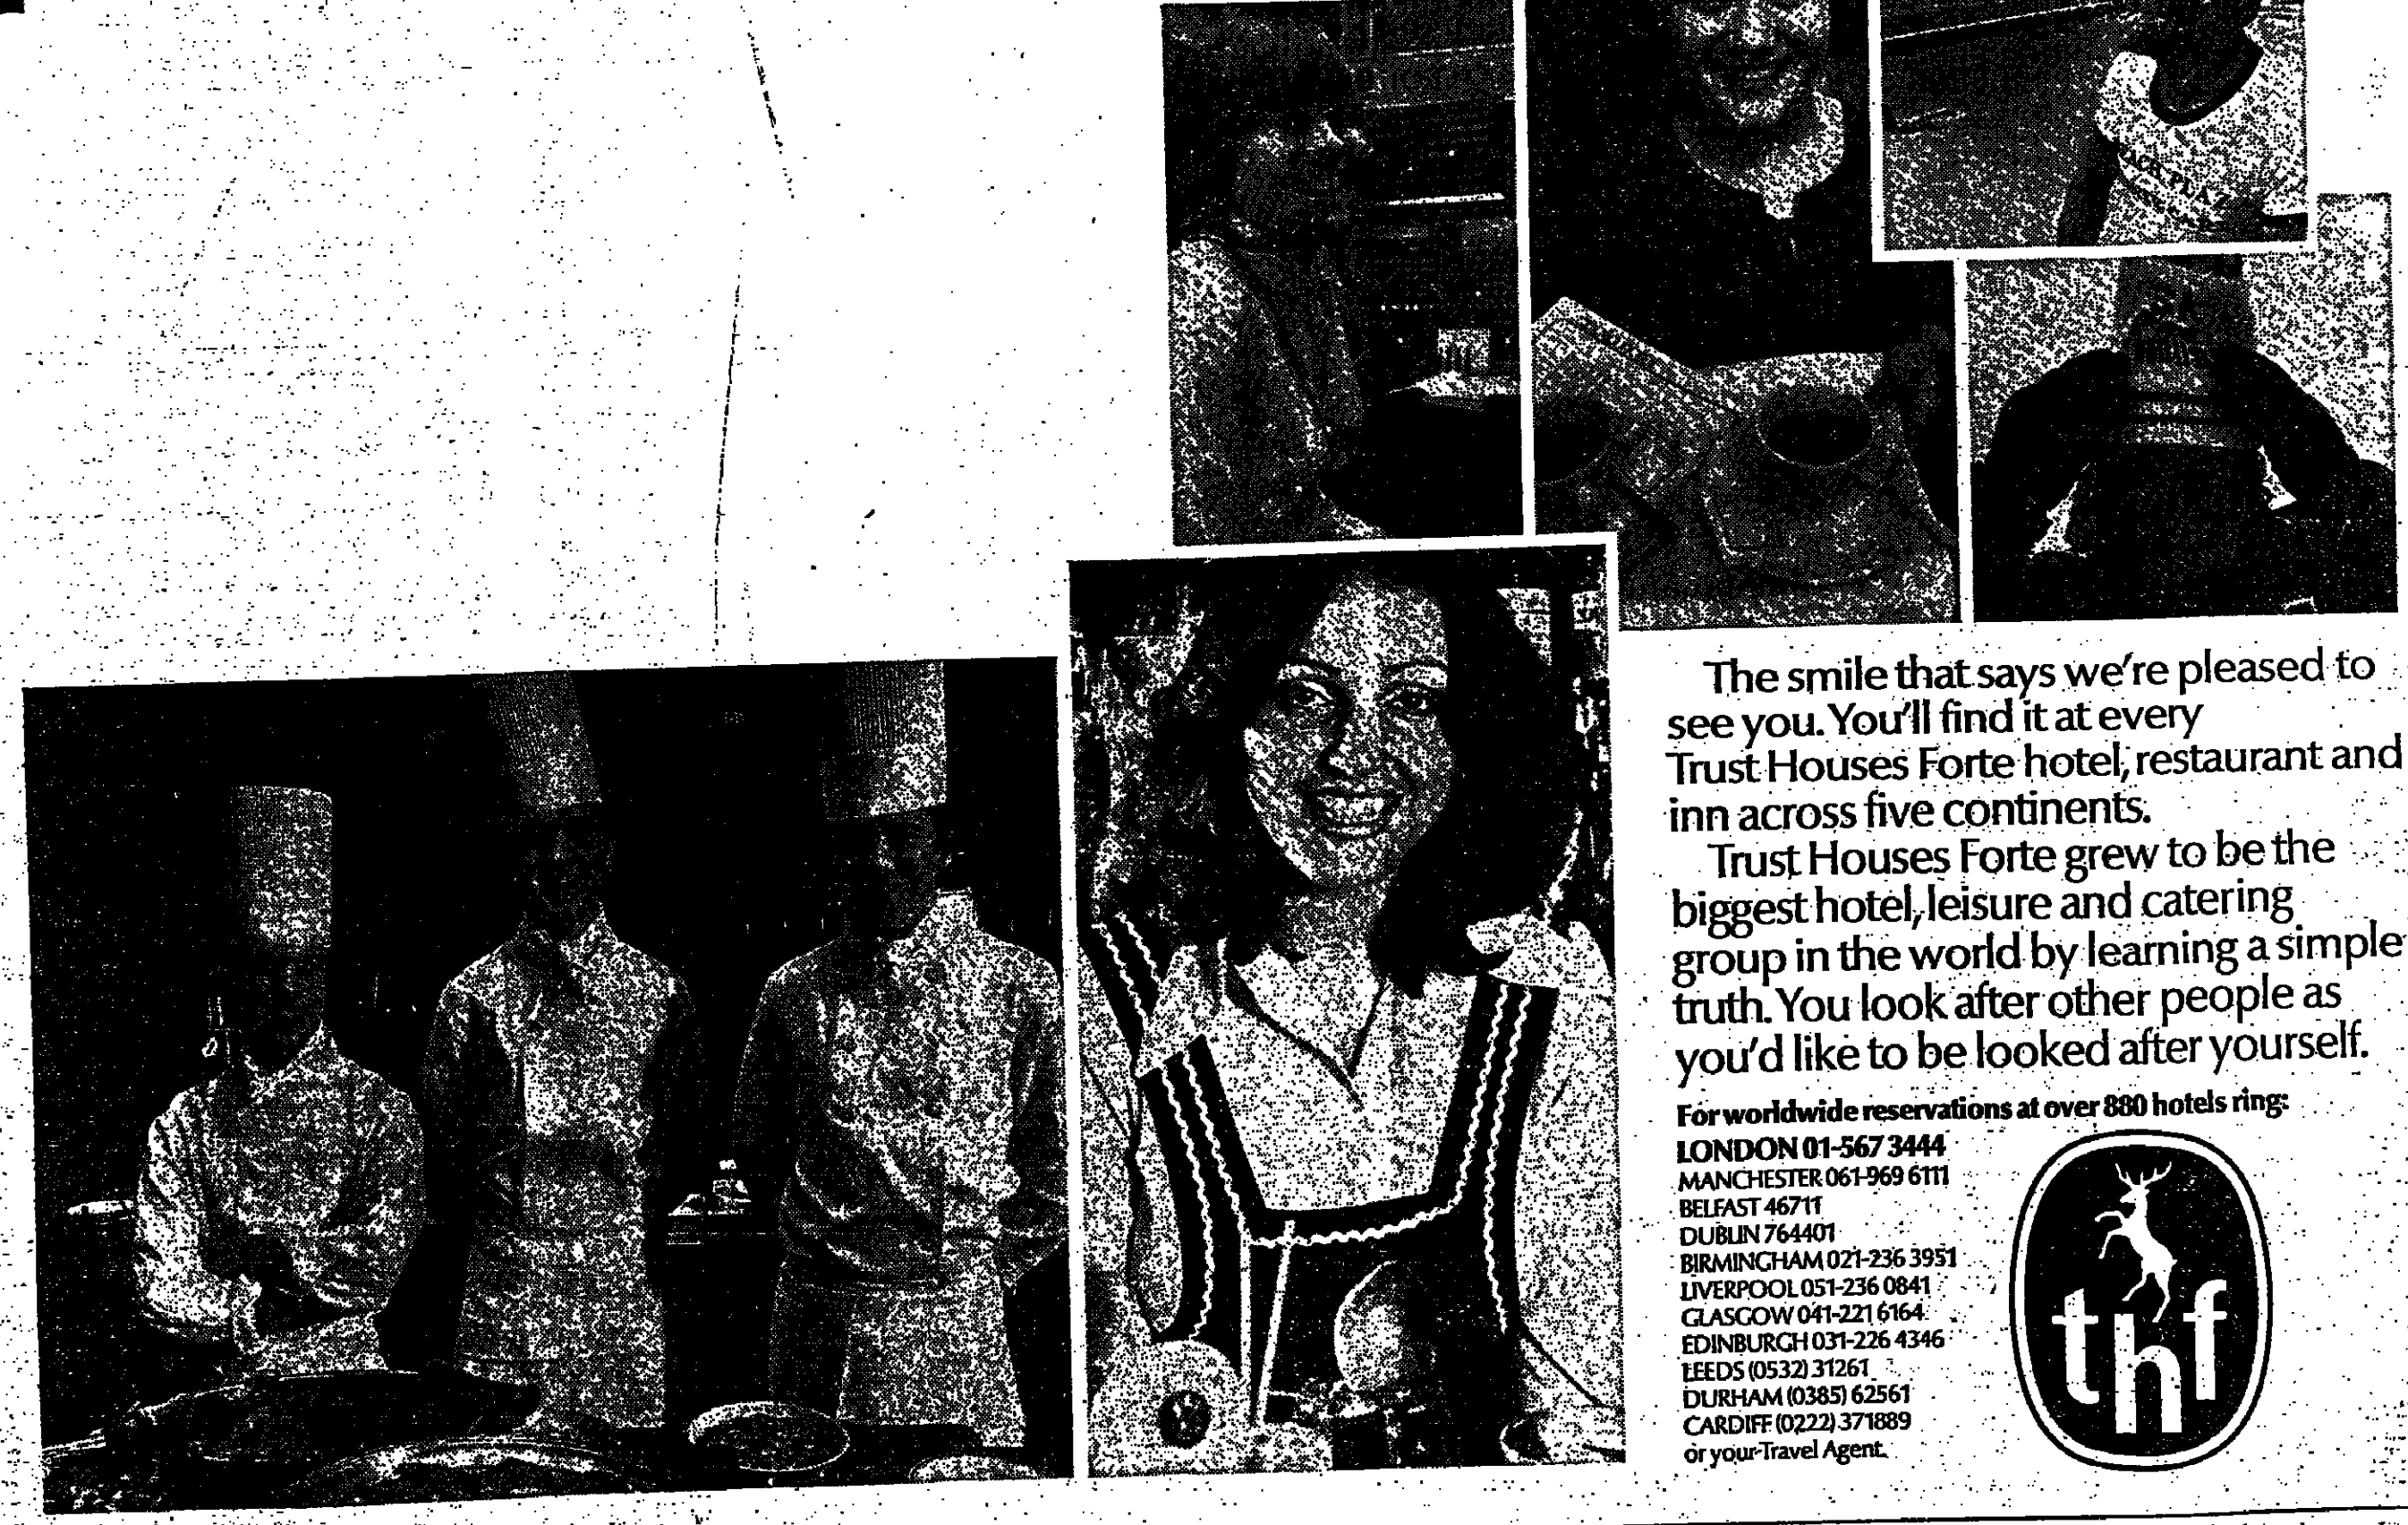 The smile that says we're pleased to
see you. You'll find it at every
Trust Houses Forte hotel, restaurant and
inn across five continents.
Trust Houses Forte grew to be the
biggest hotel, leisure and catering
group in the world by learning a simple
truth. You look after other people as
you'd like to be looked after yourself.
For worldwide reservations at over 880 hotels ring:
LONDON 01-567 3444
MANCHESTER 061-969 6111
BELFAST 46711
DUBLIN 764401
BIRMINGHAM 021-236 3951
LIVERPOOL 051-236 0841
GLASGOW 041-221 6164
EDINBURGH 031-226 4346
LEEDS (0532) 31261
DURHAM (0385) 62561
CARDIFF (0222) 371889
or your Travel Agent.
thf